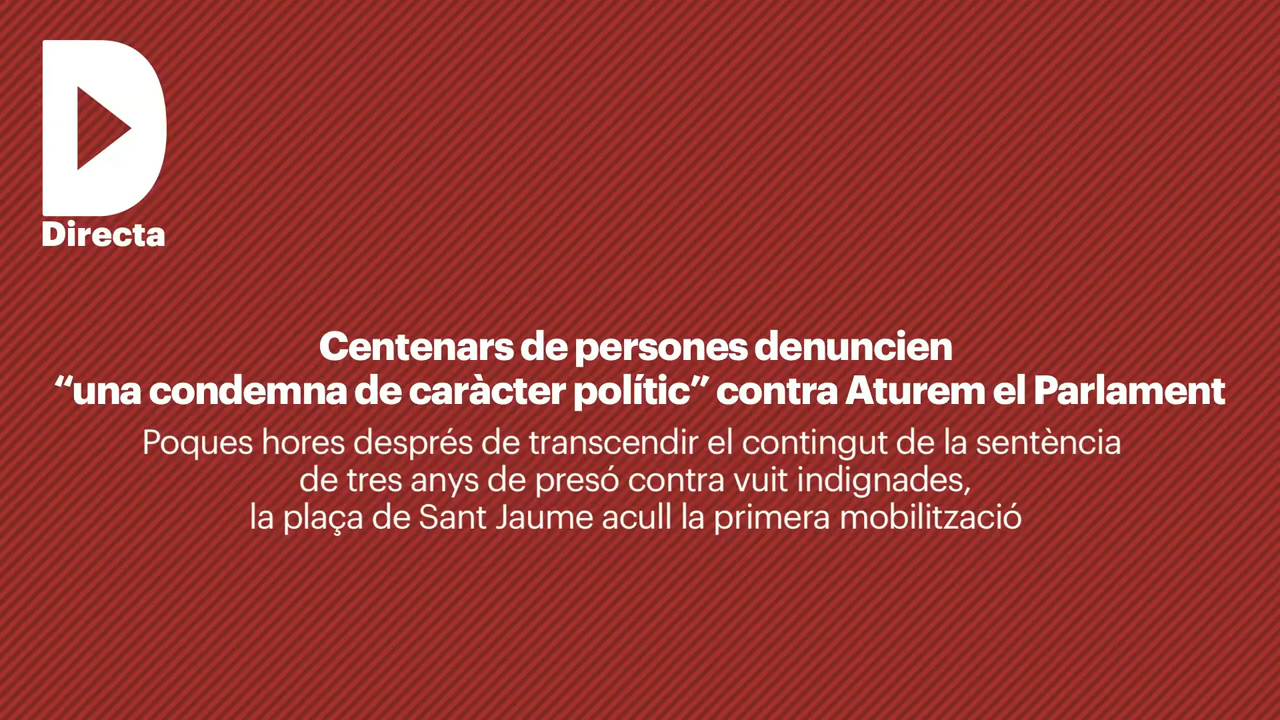 Directa
Centenars de persones denuncien
“una condemna de caràcter polític” contra Aturem el Parlament
Poques hores després de transcendir el contingut de la sentència
de tres anys de presó contra vuit indignades,
la plaça de Sant Jaume acull la primera mobilització